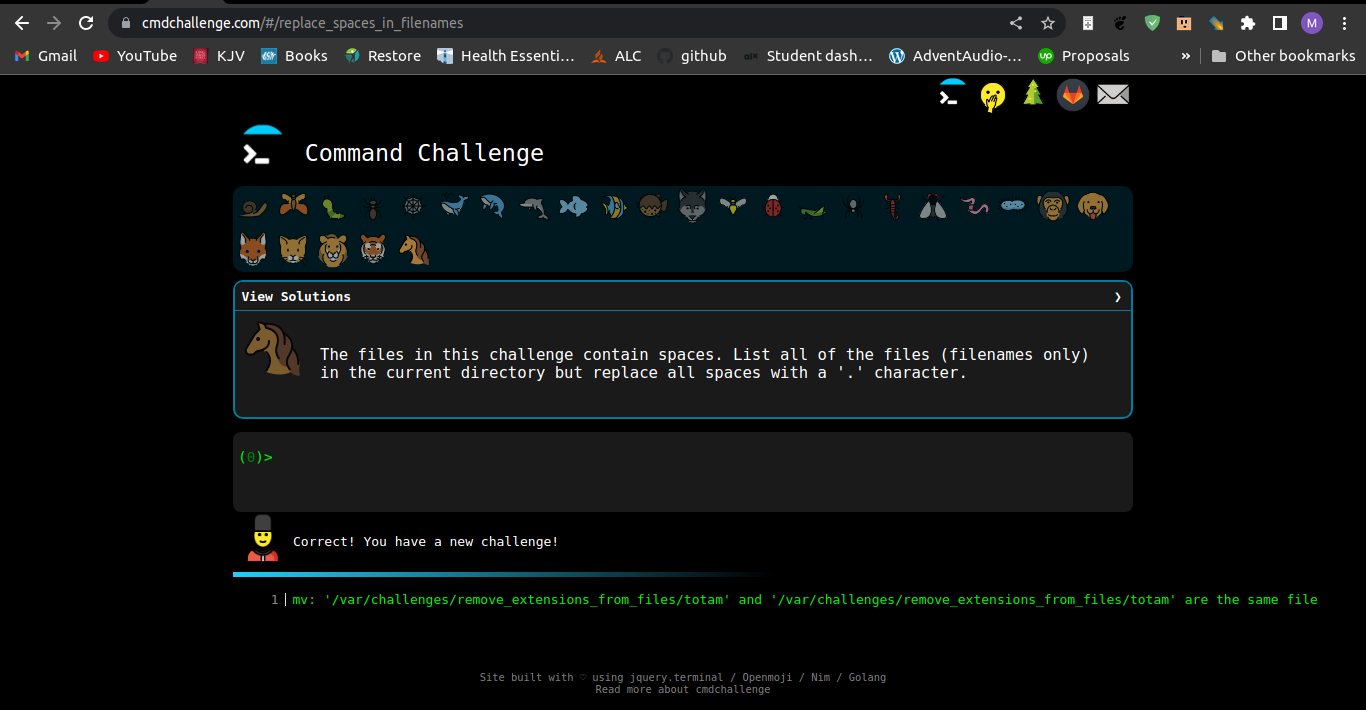 cmdchallenge.com/#/replace_spaces_in_filenames
M
Gmail YouTube KJV Books Restore Health Essenti... ALC github Student dash... AdventAudio-... Proposals » Other bookmarks
Command Challenge
View Solutions ❯
The files in this challenge contain spaces. List all of the files (filenames only)
in the current directory but replace all spaces with a '.' character.
(0)>
Correct! You have a new challenge!
1 mv: '/var/challenges/remove_extensions_from_files/totam' and '/var/challenges/remove_extensions_from_files/totam' are the same file
Site built with ♡ using jquery.terminal / Openmoji / Nim / Golang
Read more about cmdchallenge